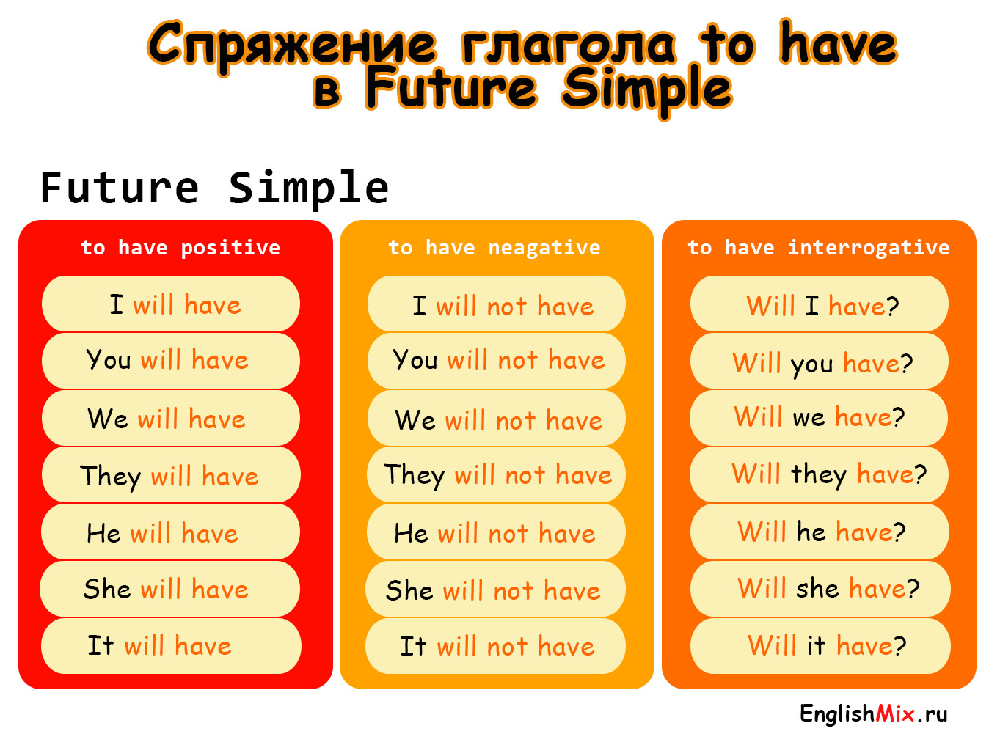 Спряжение глагола to have
в Future Simple
Future Simple
to have positive
I will have
You will have
We will have
They will have
He will have
She will have
It will have
to have neagative
I will not have
You will not have
We will not have
They will not have
He will not have
She will not have
It will not have
to have interrogative
Will I have?
Will you have?
Will we have?
Will they have?
Will he have?
Will she have?
Will it have?
EnglishMix.ru